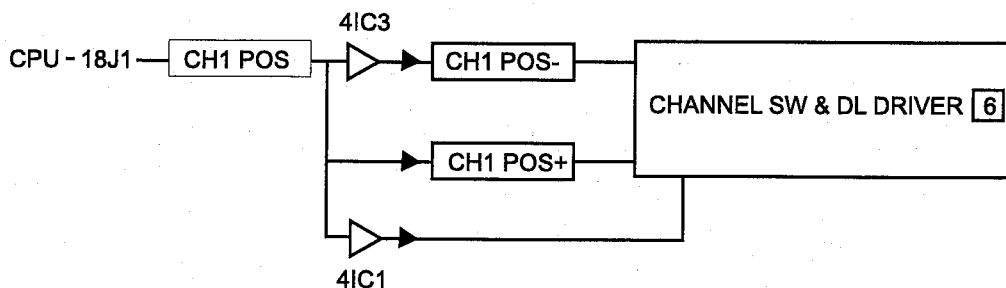 4IC3
CPU - 18J1
CH1 POS
CH1 POS-
CHANNEL SW & DL DRIVER 6
CH1 POS+
4IC1